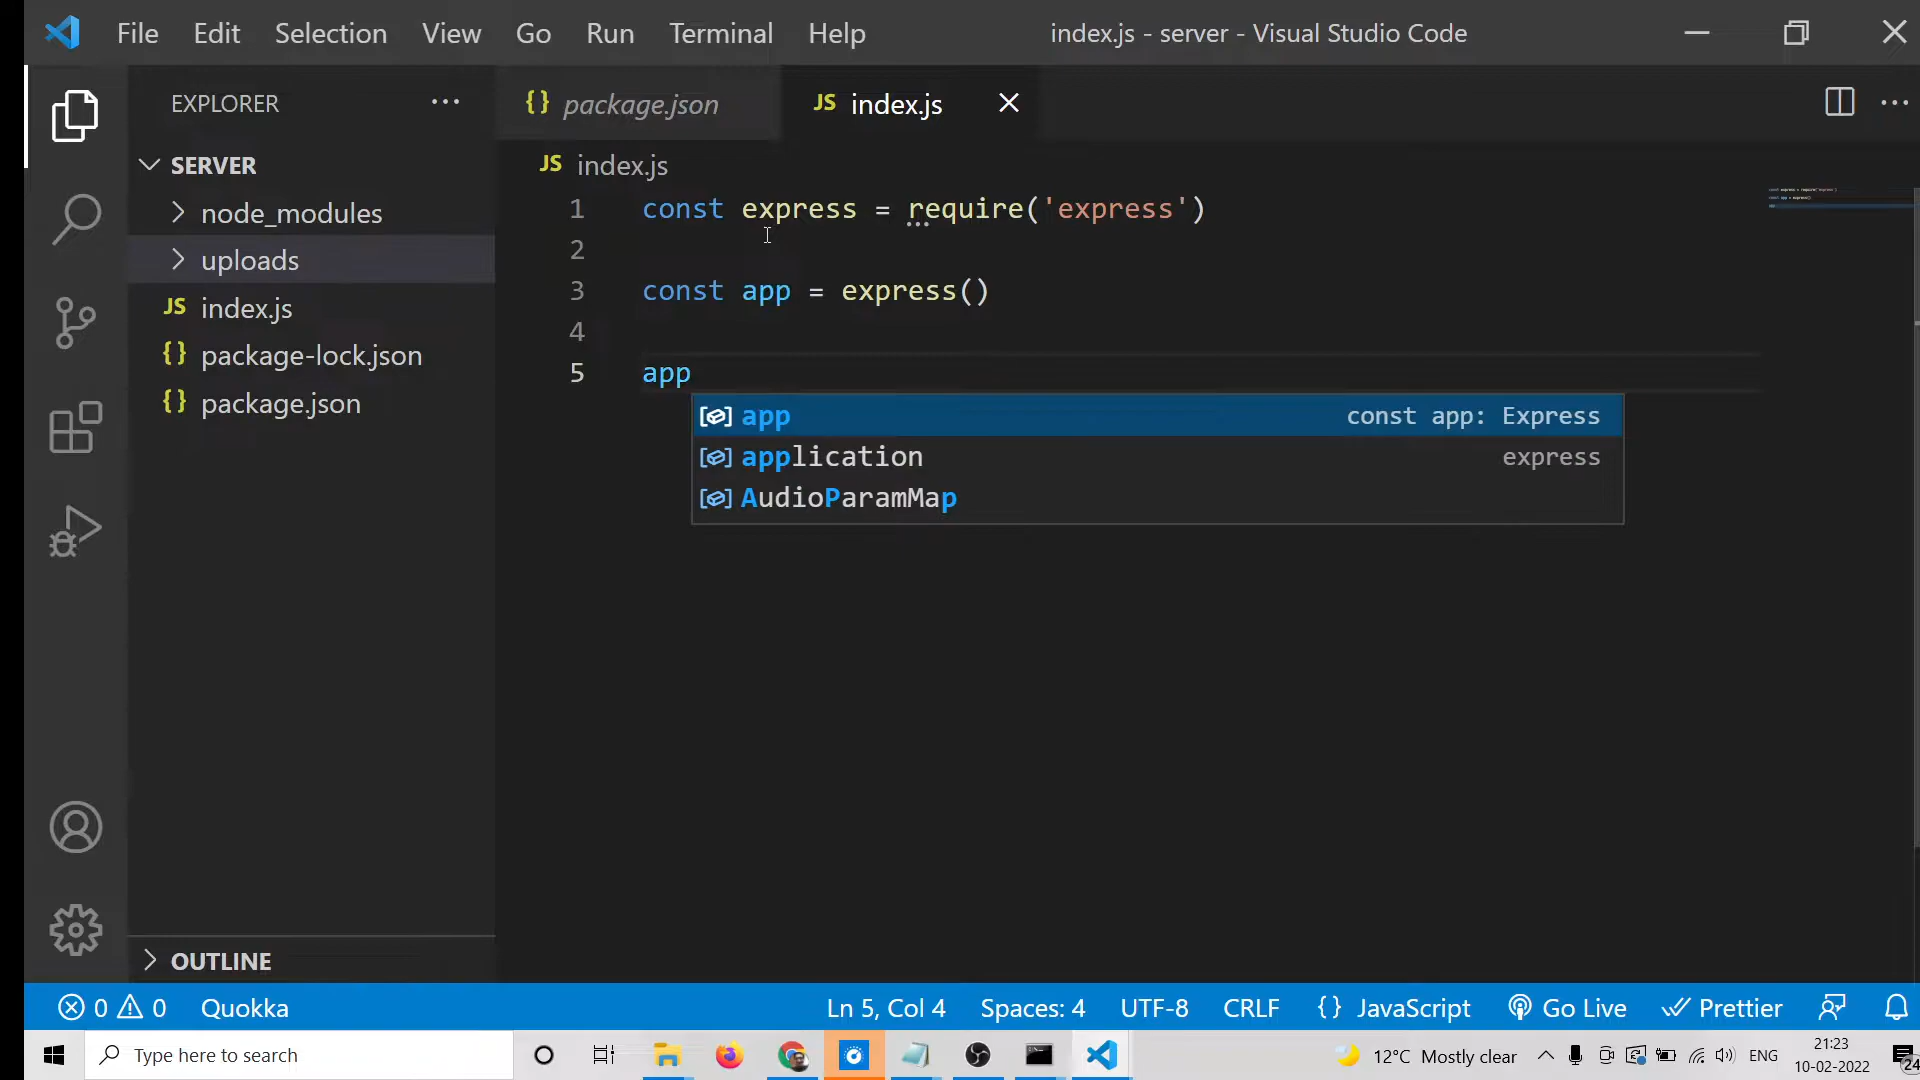 File Edit Selection View Go Run Terminal Help
index.js - server - Visual Studio Code
EXPLORER
{} package.json
JS index.js
SERVER
JS index.js
node_modules
uploads
JS index.js
{} package-lock.json
{} package.json
1 const express = require('express')
2
3 const app = express()
4
5 app
app const app: Express
application express
AudioParamMap
OUTLINE
0 0 Quokka Ln 5, Col 4 Spaces: 4 UTF-8 CRLF {} JavaScript Go Live Prettier
Type here to search
12°C Mostly clear
ENG
21:23
10-02-2022
24